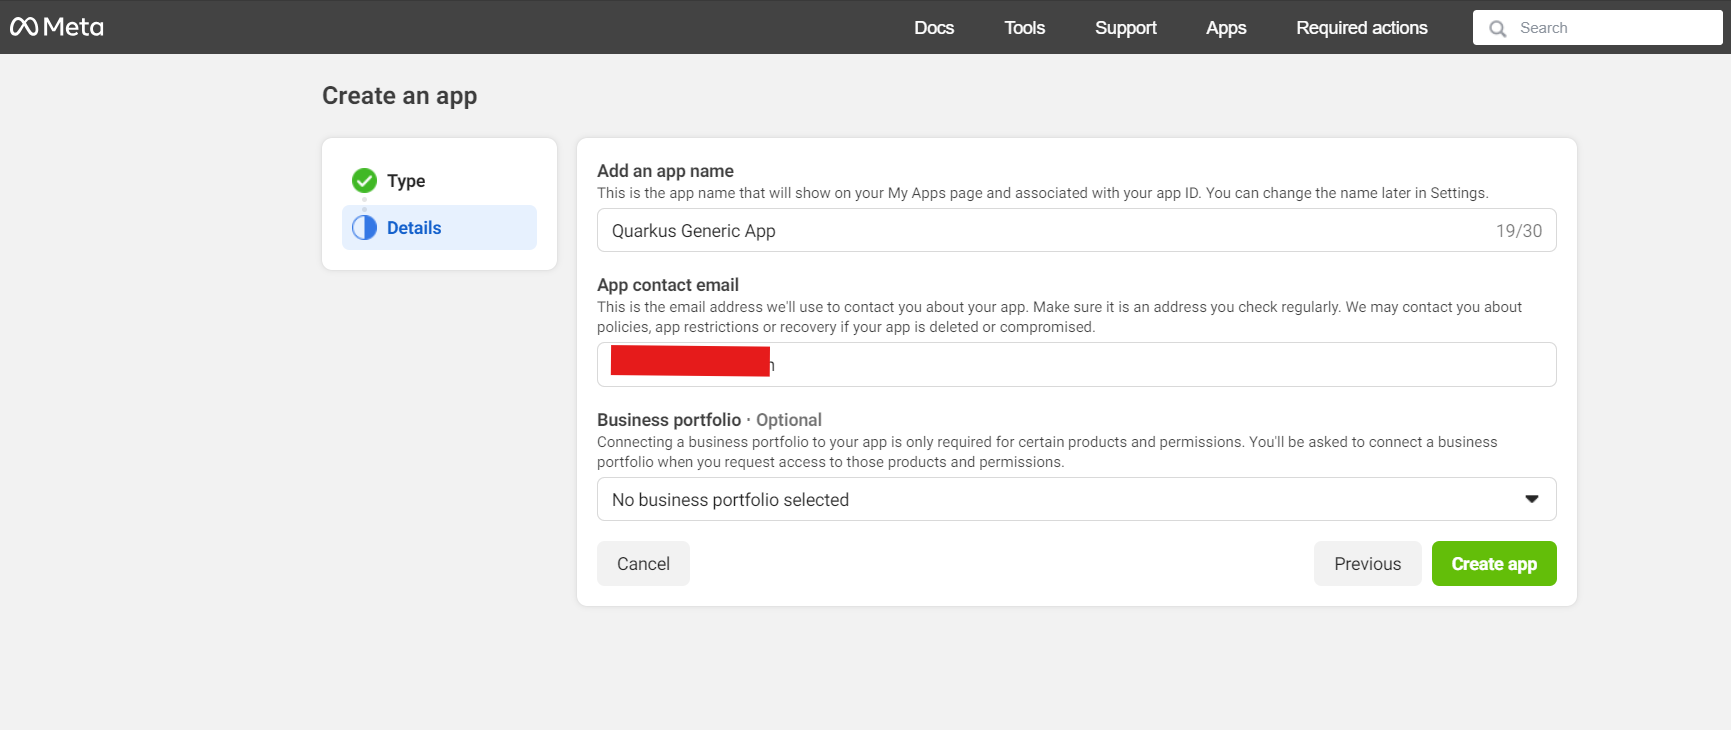 Meta
Docs Tools Support Apps Required actions Search
Create an app
Type
Details
Add an app name
This is the app name that will show on your My Apps page and associated with your app ID. You can change the name later in Settings.
Quarkus Generic App 19/30
App contact email
This is the email address we'll use to contact you about your app. Make sure it is an address you check regularly. We may contact you about
policies, app restrictions or recovery if your app is deleted or compromised.
Business portfolio · Optional
Connecting a business portfolio to your app is only required for certain products and permissions. You'll be asked to connect a business
portfolio when you request access to those products and permissions.
No business portfolio selected
Cancel Previous Create app